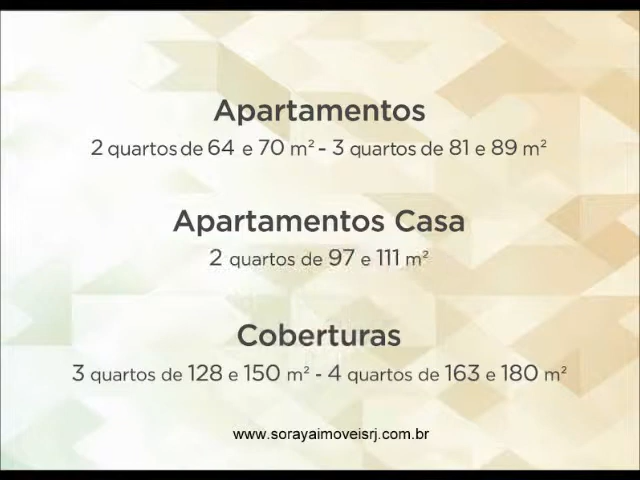 Apartamentos
2 quartos de 64 e 70 m² - 3 quartos de 81 e 89 m²
Apartamentos Casa
2 quartos de 97 e 111 m²
Coberturas
3 quartos de 128 e 150 m² - 4 quartos de 163 e 180 m²
www.sorayaimoveisrj.com.br